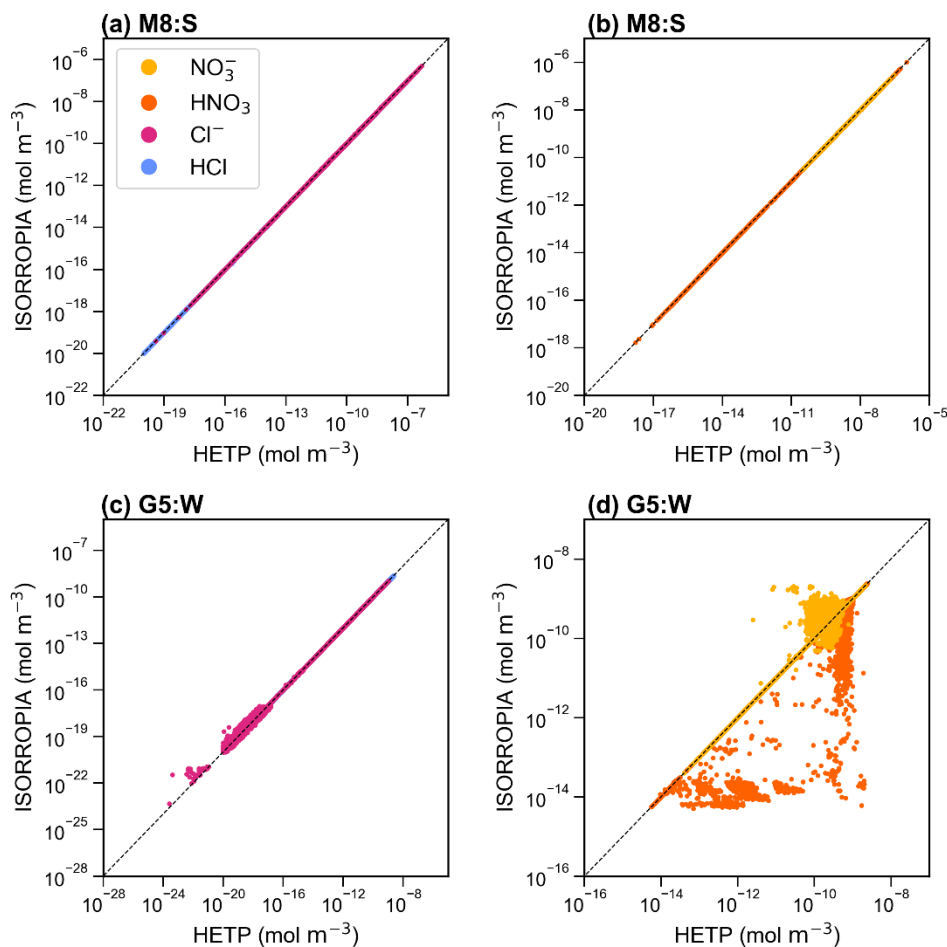 (a) M8:S
ISORROPIA (mol m⁻³)
10⁻⁶
10⁻⁸
10⁻¹⁰
10⁻¹²
10⁻¹⁴
10⁻¹⁶
10⁻¹⁸
10⁻²⁰
10⁻²²
NO₃⁻
HNO₃
Cl⁻
HCl
10⁻²² 10⁻¹⁹ 10⁻¹⁶ 10⁻¹³ 10⁻¹⁰ 10⁻⁷
HETP (mol m⁻³)
(b) M8:S
ISORROPIA (mol m⁻³)
10⁻⁶
10⁻⁸
10⁻¹⁰
10⁻¹²
10⁻¹⁴
10⁻¹⁶
10⁻¹⁸
10⁻²⁰
10⁻²⁰ 10⁻¹⁷ 10⁻¹⁴ 10⁻¹¹ 10⁻⁸ 10⁻⁵
HETP (mol m⁻³)
(c) G5:W
ISORROPIA (mol m⁻³)
10⁻⁷
10⁻¹⁰
10⁻¹³
10⁻¹⁶
10⁻¹⁹
10⁻²²
10⁻²⁵
10⁻²⁸
10⁻²⁸ 10⁻²⁴ 10⁻²⁰ 10⁻¹⁶ 10⁻¹² 10⁻⁸
HETP (mol m⁻³)
(d) G5:W
ISORROPIA (mol m⁻³)
10⁻⁸
10⁻¹⁰
10⁻¹²
10⁻¹⁴
10⁻¹⁶
10⁻¹⁶ 10⁻¹⁴ 10⁻¹² 10⁻¹⁰ 10⁻⁸
HETP (mol m⁻³)